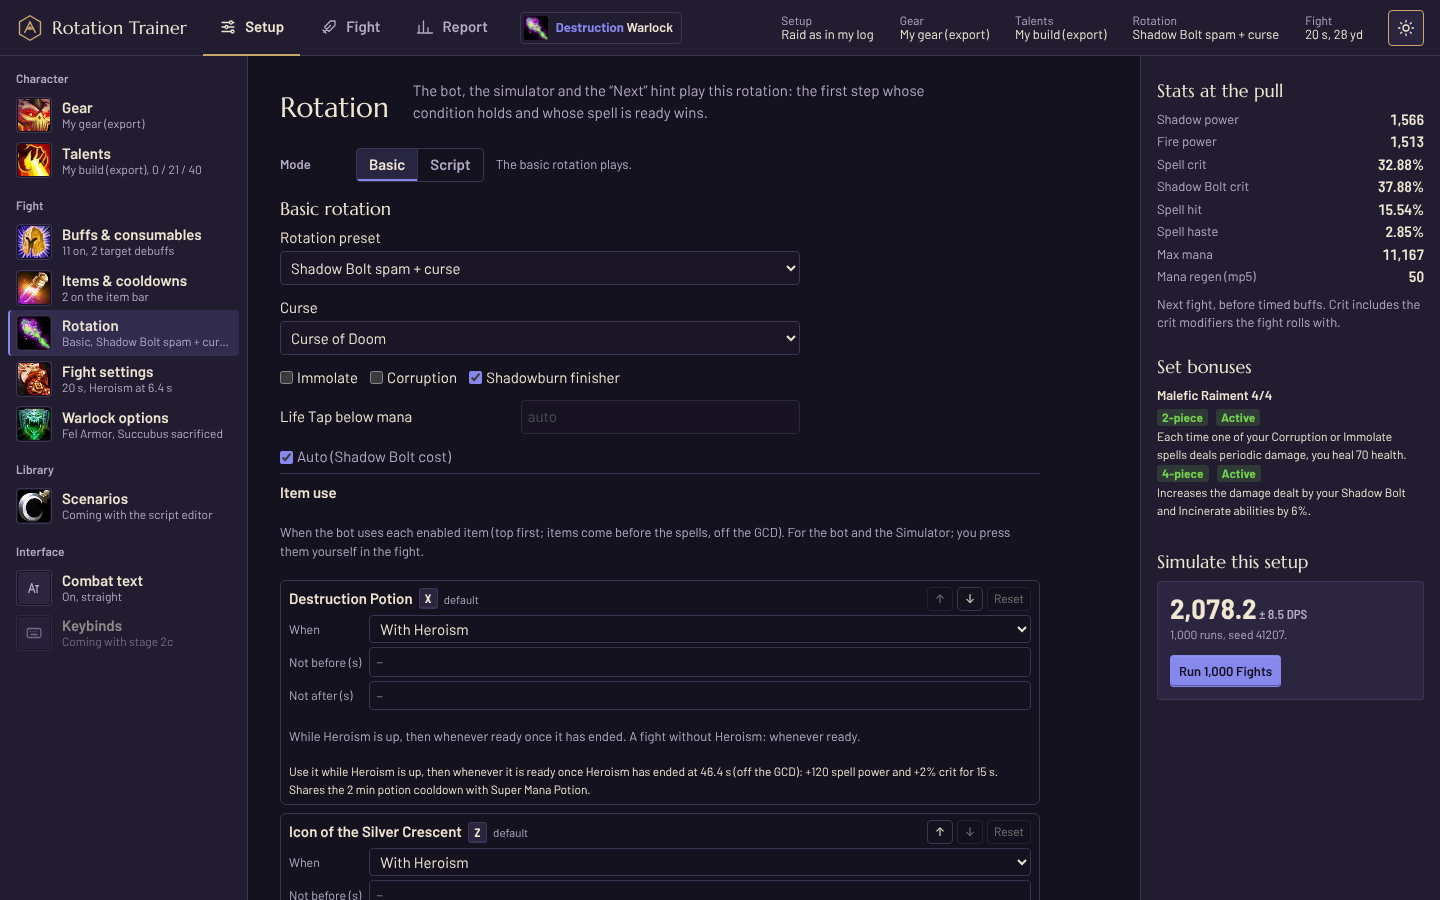 Rotation Trainer
Setup
Fight
Report
Destruction Warlock
Setup
Raid as in my log
Gear
My gear (export)
Talents
My build (export)
Rotation
Shadow Bolt spam + curse
Fight
20 s, 28 yd
Character
Gear
My gear (export)
Talents
My build (export), 0 / 21 / 40
Fight
Buffs & consumables
11 on, 2 target debuffs
Items & cooldowns
2 on the item bar
Rotation
Basic, Shadow Bolt spam + cur...
Fight settings
20 s, Heroism at 6.4 s
Warlock options
Fel Armor, Succubus sacrificed
Library
Scenarios
Coming with the script editor
Interface
Combat text
On, straight
Keybinds
Coming with stage 2c
Rotation
The bot, the simulator and the “Next” hint play this rotation: the first step whose
condition holds and whose spell is ready wins.
Mode
Basic
Script
The basic rotation plays.
Basic rotation
Rotation preset
Shadow Bolt spam + curse
Curse
Curse of Doom
Immolate
Corruption
Shadowburn finisher
Life Tap below mana
auto
Auto (Shadow Bolt cost)
Item use
When the bot uses each enabled item (top first; items come before the spells, off the GCD). For the bot and the Simulator; you press
them yourself in the fight.
Destruction Potion X default
↑ ↓ Reset
When
With Heroism
Not before (s)
–
Not after (s)
–
While Heroism is up, then whenever ready once it has ended. A fight without Heroism: whenever ready.
Use it while Heroism is up, then whenever it is ready once Heroism has ended at 46.4 s (off the GCD): +120 spell power and +2% crit for 15 s.
Shares the 2 min potion cooldown with Super Mana Potion.
Icon of the Silver Crescent Z default
↑ ↓ Reset
When
With Heroism
Not before (s)
–
Stats at the pull
Shadow power 1,566
Fire power 1,513
Spell crit 32.88%
Shadow Bolt crit 37.88%
Spell hit 15.54%
Spell haste 2.85%
Max mana 11,167
Mana regen (mp5) 50
Next fight, before timed buffs. Crit includes the
crit modifiers the fight rolls with.
Set bonuses
Malefic Raiment 4/4
2-piece Active
Each time one of your Corruption or Immolate
spells deals periodic damage, you heal 70 health.
4-piece Active
Increases the damage dealt by your Shadow Bolt
and Incinerate abilities by 6%.
Simulate this setup
2,078.2 ± 8.5 DPS
1,000 runs, seed 41207.
Run 1,000 Fights